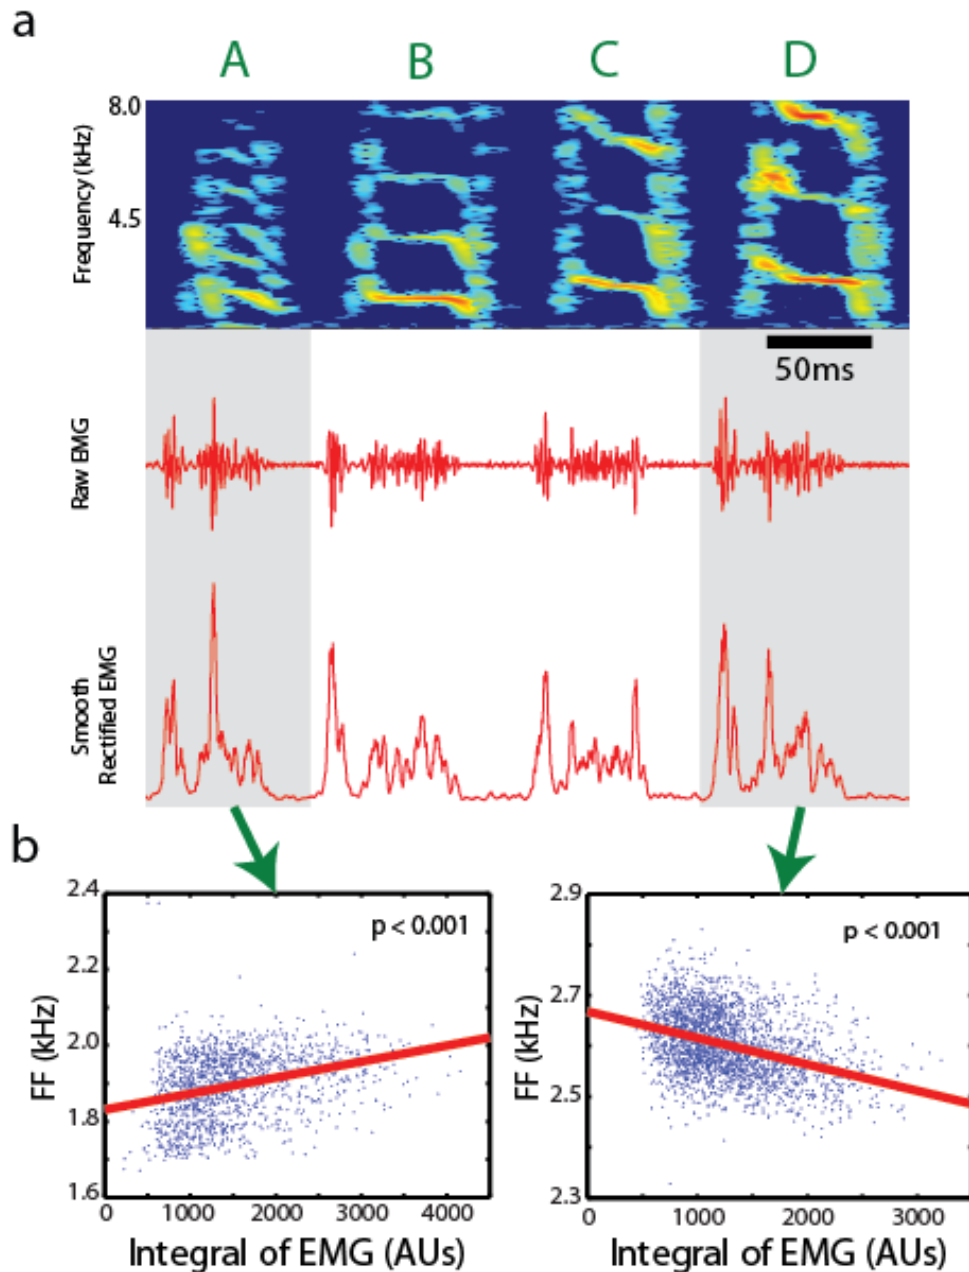 a
A B C D
8.0
4.5
Frequency (kHz)
50ms
Raw EMG
Smooth
Rectified EMG
b
2.4
2.2
2.0
1.8
1.6
FF (kHz)
p < 0.001
0 1000 2000 3000 4000
Integral of EMG (AUs)
2.9
2.7
2.5
2.3
FF (kHz)
p < 0.001
0 1000 2000 3000
Integral of EMG (AUs)